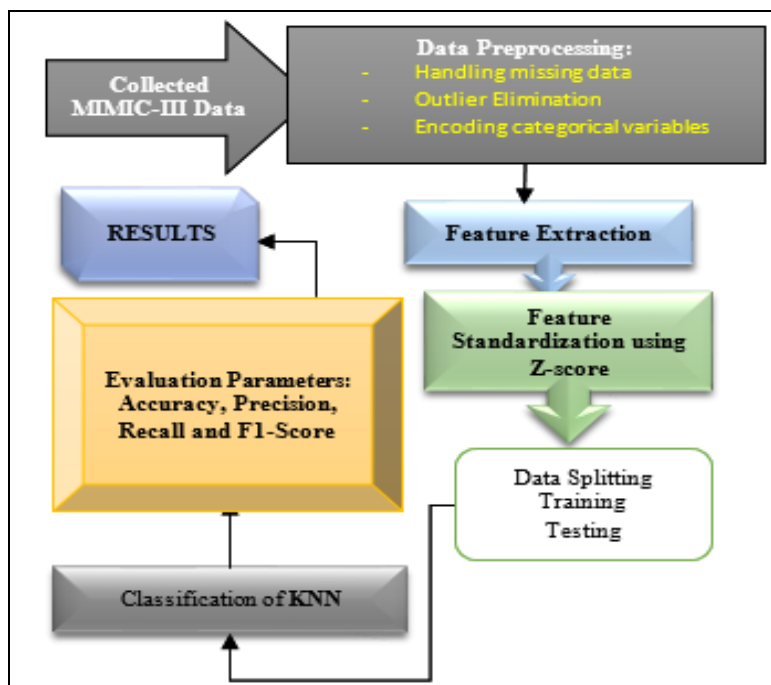 Collected
MIMIC-III Data
Data Preprocessing:
- Handling missing data
- Outlier Elimination
- Encoding categorical variables
Feature Extraction
Feature
Standardization using
Z-score
Data Splitting
Training
Testing
Classification of KNN
Evaluation Parameters:
Accuracy, Precision,
Recall and F1-Score
RESULTS